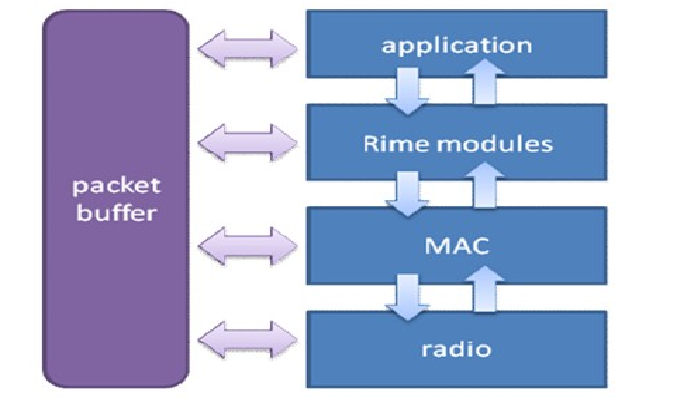 application
Rime modules
packet
buffer
MAC
radio